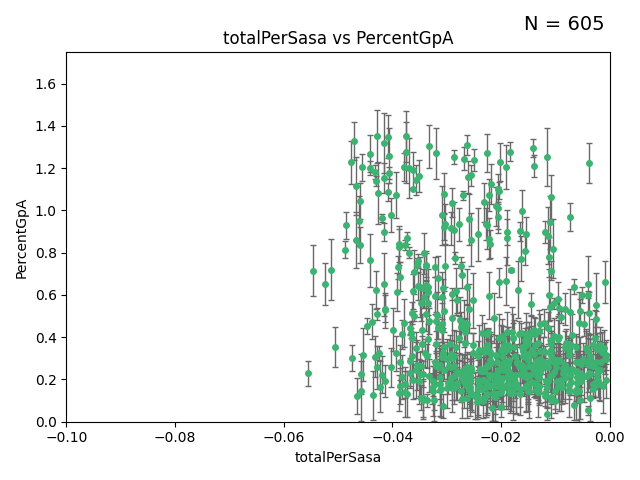 N = 605
totalPerSasa vs PercentGpA
PercentGpA
1.6
1.4
1.2
1.0
0.8
0.6
0.4
0.2
0.0
−0.10 −0.08 −0.06 −0.04 −0.02 0.00
totalPerSasa